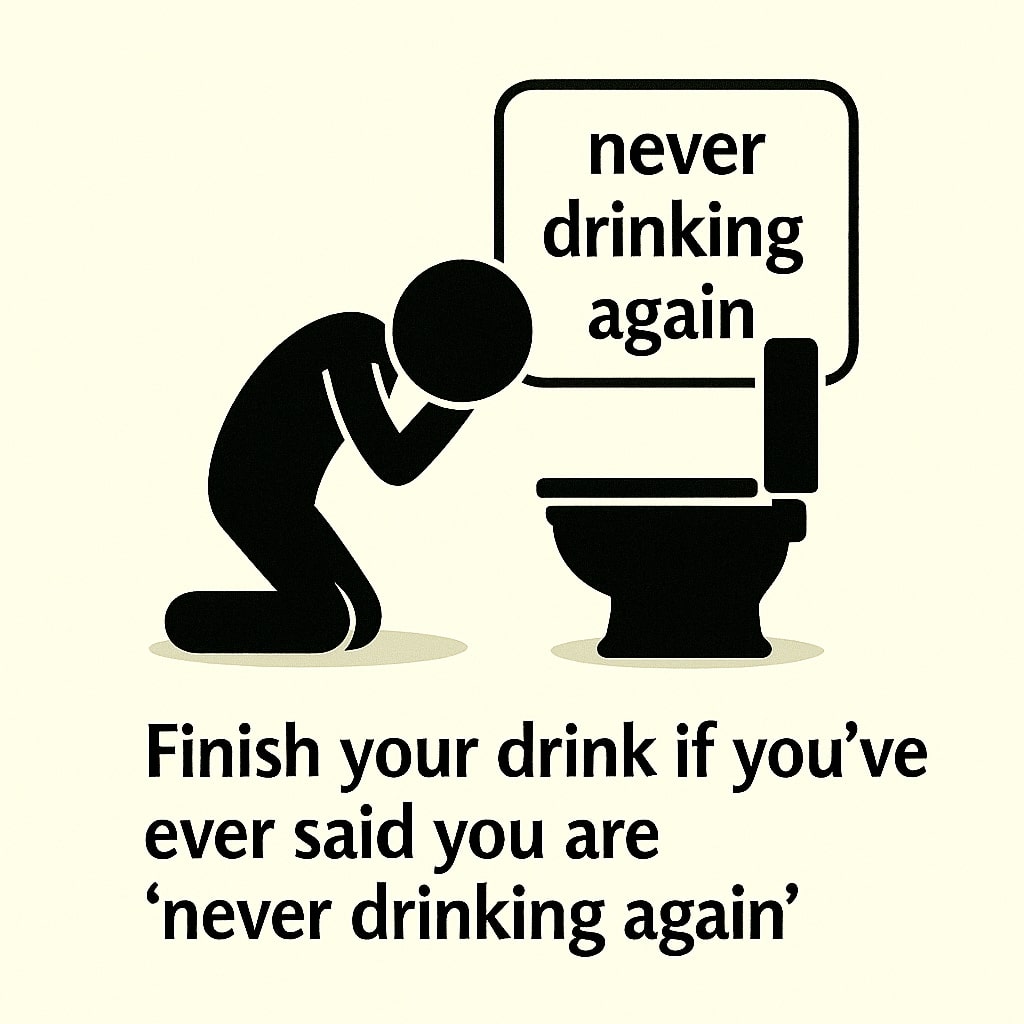 never
drinking
again
Finish your drink if you’ve
ever said you are
‘never drinking again’